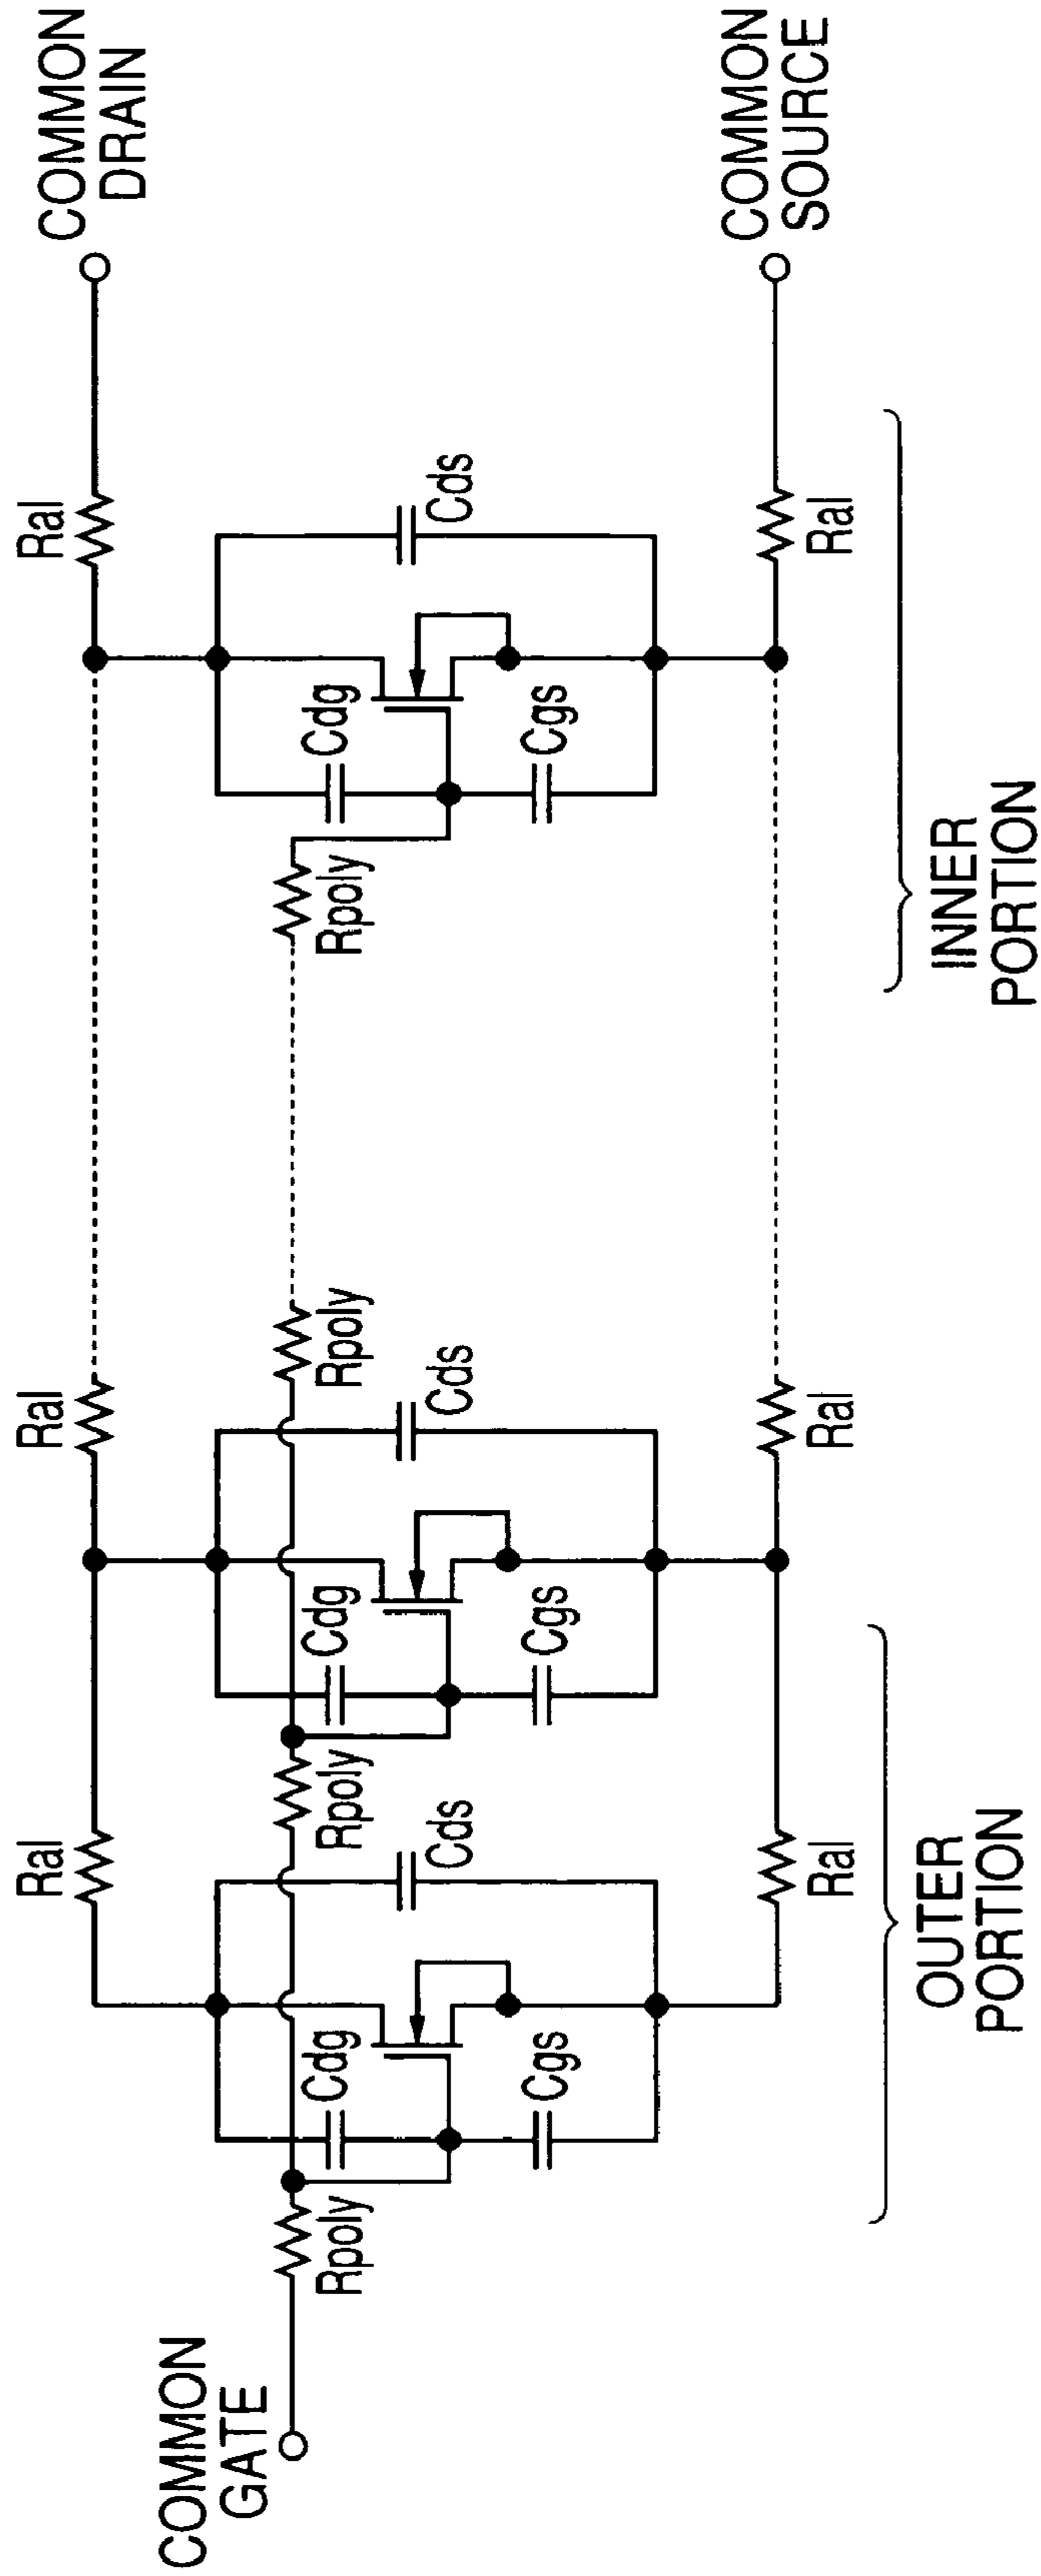 COMMON
DRAIN
COMMON
SOURCE
COMMON
GATE
Ral
Ral
Ral
Rpoly
Rpoly
Rpoly
Rpoly
Cdg
Cds
Cgs
Cdg
Cds
Cgs
Cdg
Cds
Cgs
Ral
Ral
Ral
OUTER
PORTION
INNER
PORTION